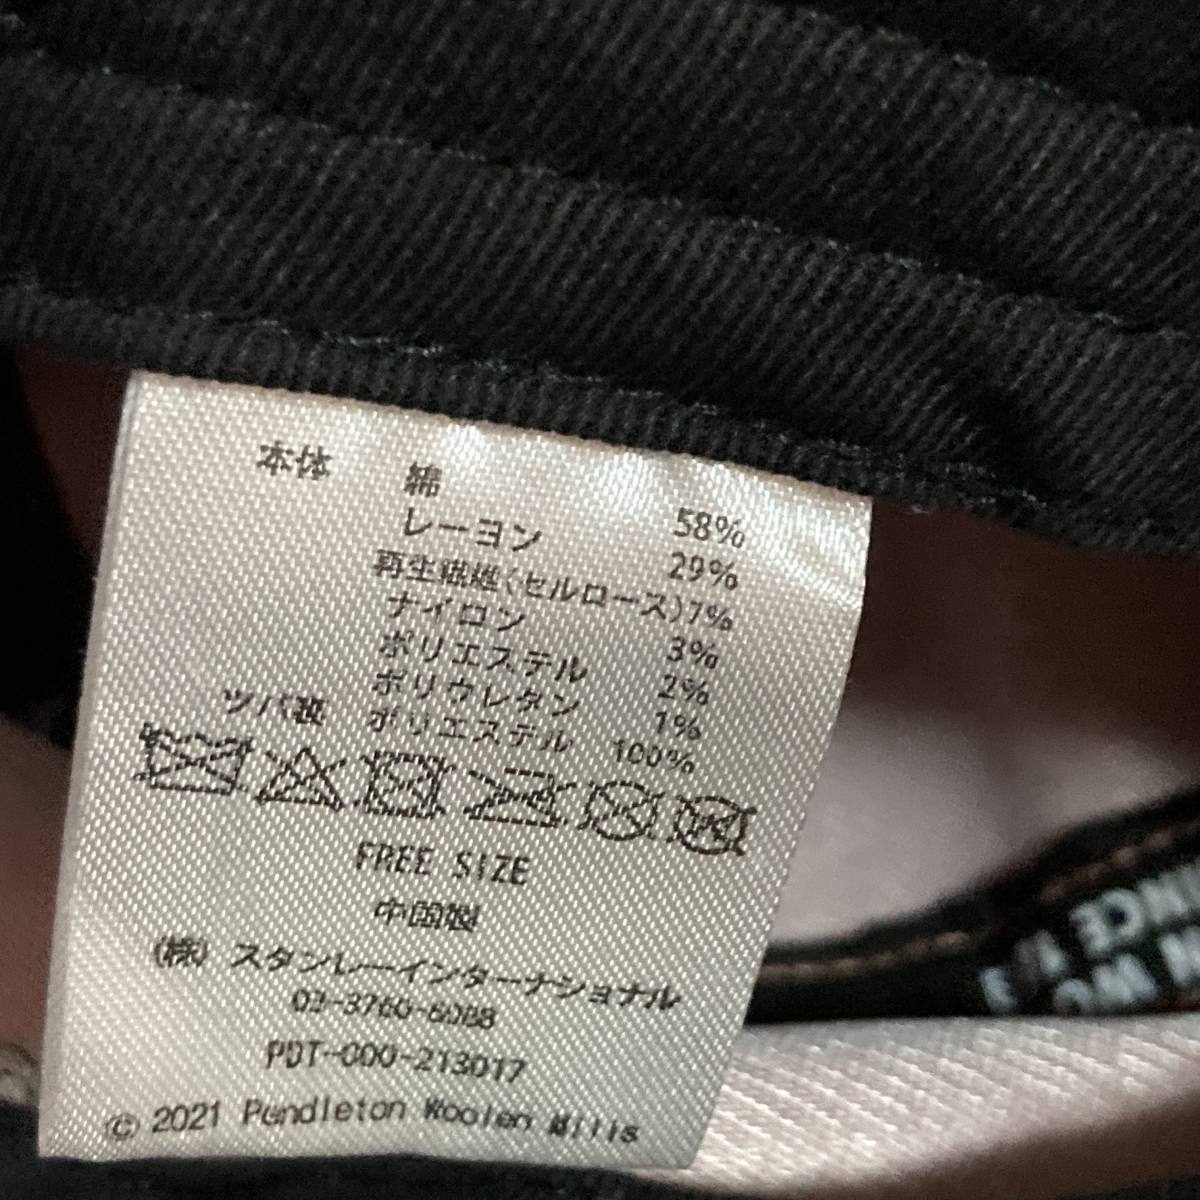 本体 綿 58%
レーヨン 29%
再生繊維(セルロース)7%
ナイロン 3%
ポリエステル 2%
ポリウレタン 1%
ツバ裏 ポリエステル 100%
FREE SIZE
中国製
(株) スタンレーインターナショナル
03-3760-6088
PDT-000-213017
© 2021 Pendleton Woolen Mills
N WO
INCE 18